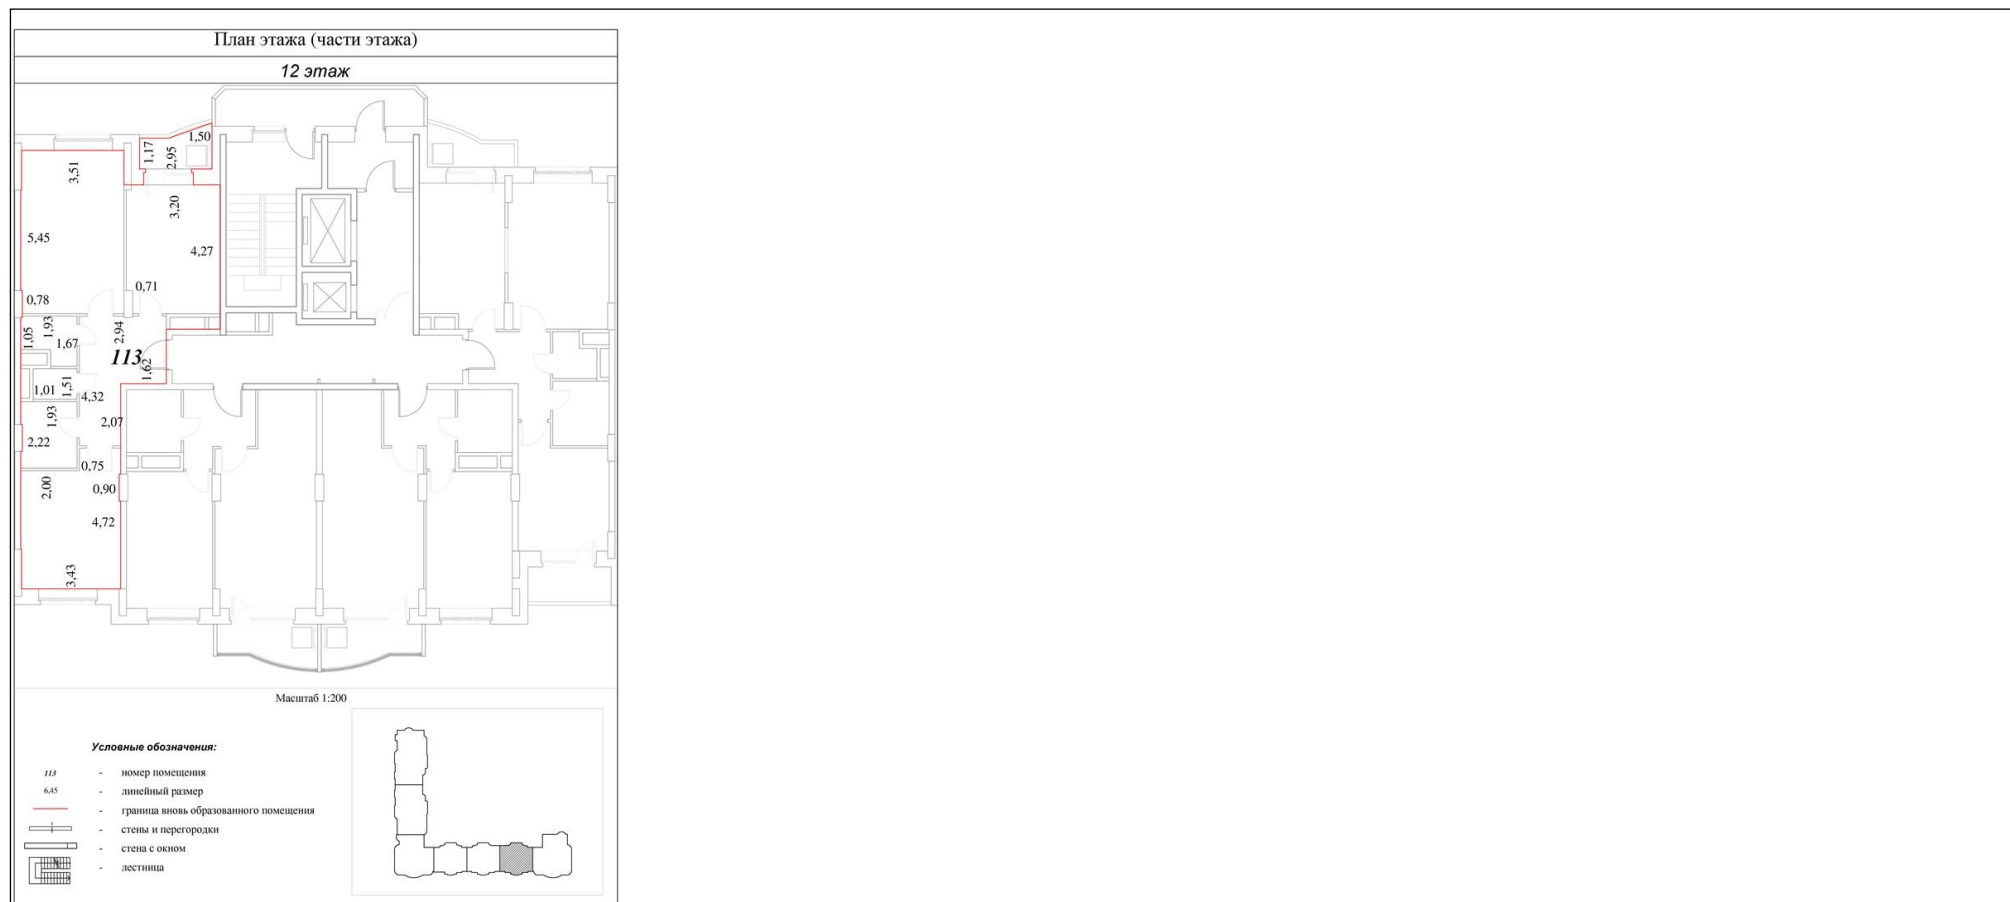 План этажа (части этажа)
12 этаж
1,50
1,17
2,95
3,51
3,20
5,45
4,27
0,71
0,78
1,05
1,93
1,67
2,94
113
1,62
1,01
1,51
4,32
1,93
2,07
2,22
0,75
2,00
0,90
4,72
3,43
Масштаб 1:200
Условные обозначения:
113 - номер помещения
6,45 - линейный размер
- граница вновь образованного помещения
- стены и перегородки
- стена с окном
- лестница